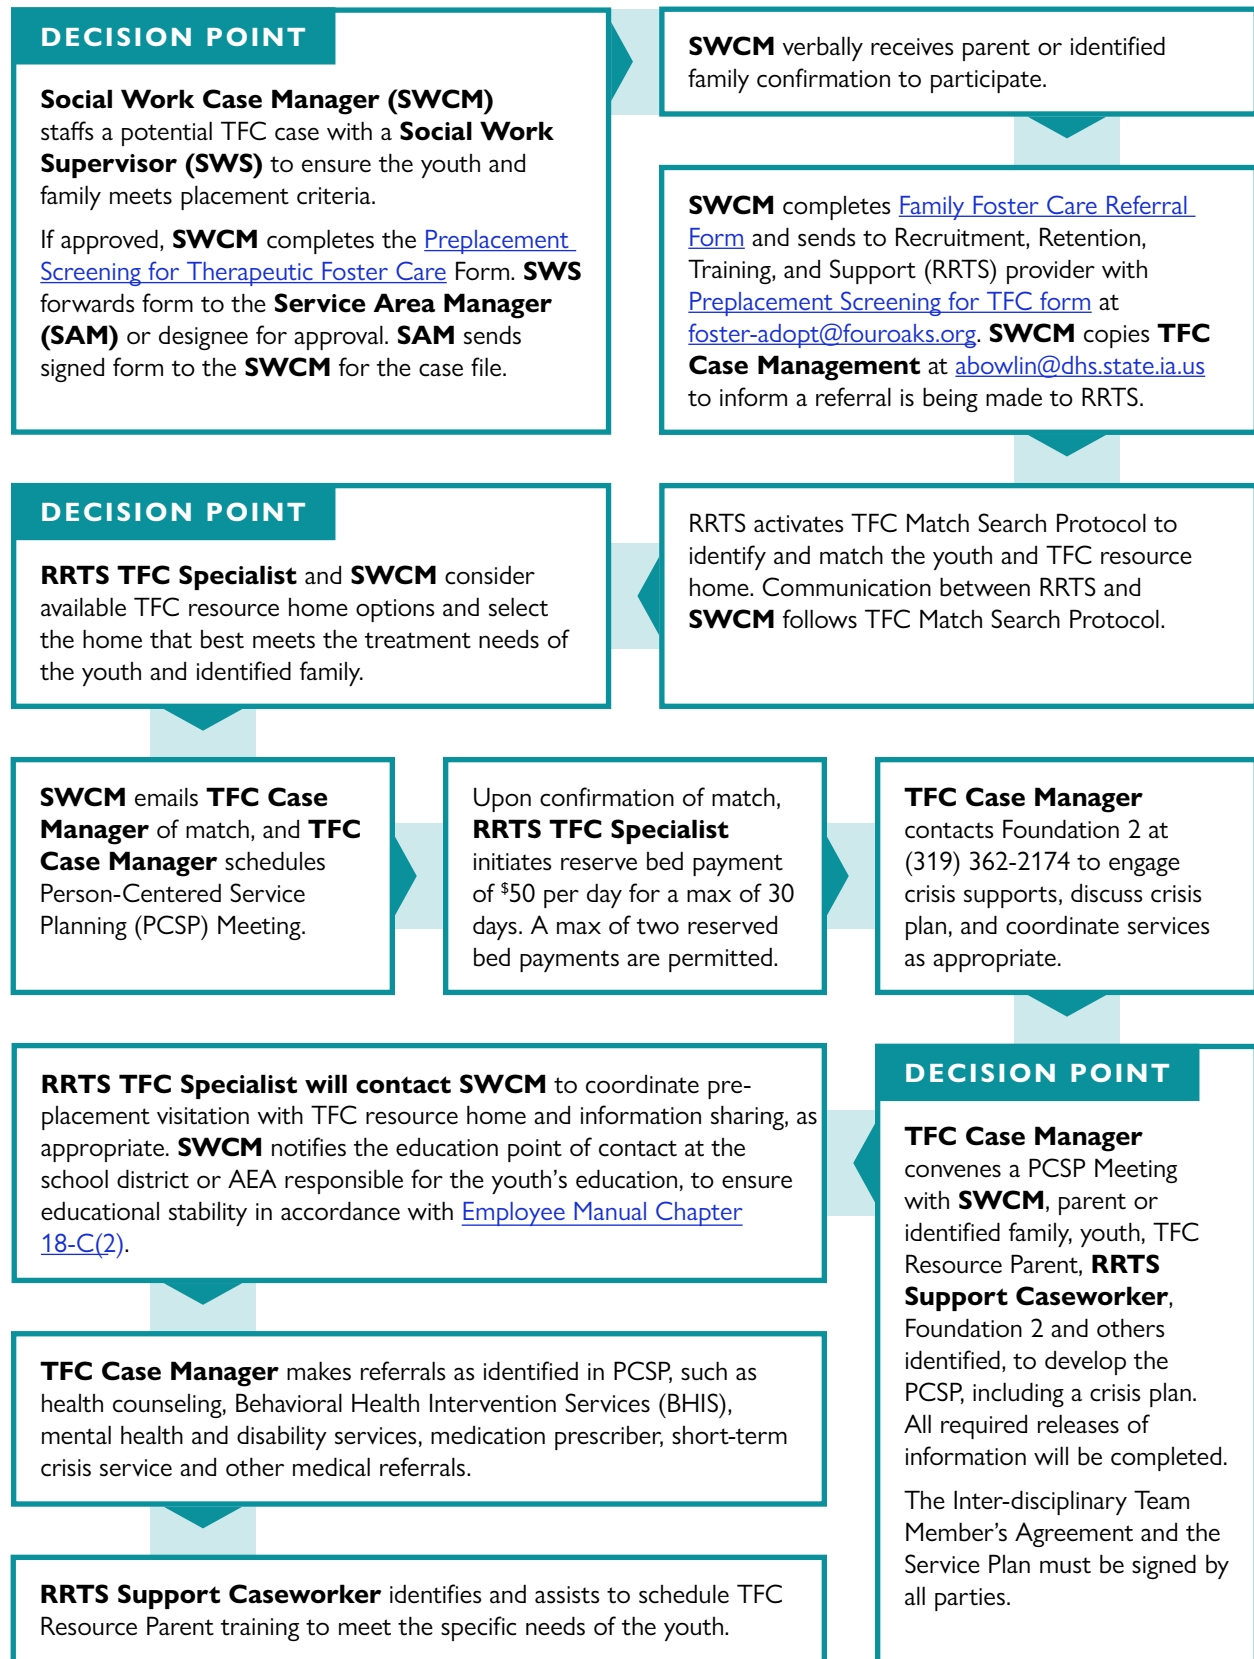 DECISION POINT
Social Work Case Manager (SWCM)
staffs a potential TFC case with a Social Work
Supervisor (SWS) to ensure the youth and
family meets placement criteria.
If approved, SWCM completes the Preplacement
Screening for Therapeutic Foster Care Form. SWS
forwards form to the Service Area Manager
(SAM) or designee for approval. SAM sends
signed form to the SWCM for the case file.
SWCM verbally receives parent or identified
family confirmation to participate.
SWCM completes Family Foster Care Referral
Form and sends to Recruitment, Retention,
Training, and Support (RRTS) provider with
Preplacement Screening for TFC form at
foster-adopt@fouroaks.org. SWCM copies TFC
Case Management at abowlin@dhs.state.ia.us
to inform a referral is being made to RRTS.
RRTS activates TFC Match Search Protocol to
identify and match the youth and TFC resource
home. Communication between RRTS and
SWCM follows TFC Match Search Protocol.
DECISION POINT
RRTS TFC Specialist and SWCM consider
available TFC resource home options and select
the home that best meets the treatment needs of
the youth and identified family.
SWCM emails TFC Case
Manager of match, and TFC
Case Manager schedules
Person-Centered Service
Planning (PCSP) Meeting.
Upon confirmation of match,
RRTS TFC Specialist
initiates reserve bed payment
of $50 per day for a max of 30
days. A max of two reserved
bed payments are permitted.
TFC Case Manager
contacts Foundation 2 at
(319) 362-2174 to engage
crisis supports, discuss crisis
plan, and coordinate services
as appropriate.
DECISION POINT
TFC Case Manager
convenes a PCSP Meeting
with SWCM, parent or
identified family, youth, TFC
Resource Parent, RRTS
Support Caseworker,
Foundation 2 and others
identified, to develop the
PCSP, including a crisis plan.
All required releases of
information will be completed.
The Inter-disciplinary Team
Member's Agreement and the
Service Plan must be signed by
all parties.
RRTS TFC Specialist will contact SWCM to coordinate pre-
placement visitation with TFC resource home and information sharing, as
appropriate. SWCM notifies the education point of contact at the
school district or AEA responsible for the youth's education, to ensure
educational stability in accordance with Employee Manual Chapter
18-C(2).
TFC Case Manager makes referrals as identified in PCSP, such as
health counseling, Behavioral Health Intervention Services (BHIS),
mental health and disability services, medication prescriber, short-term
crisis service and other medical referrals.
RRTS Support Caseworker identifies and assists to schedule TFC
Resource Parent training to meet the specific needs of the youth.